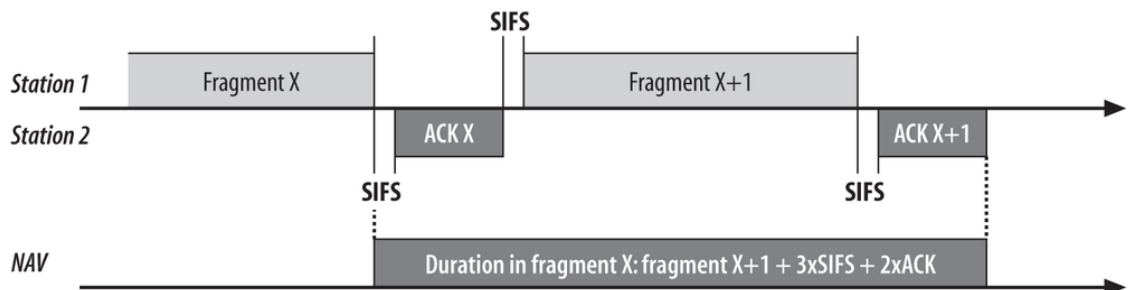 SIFS
Station 1
Fragment X
Fragment X+1
Station 2
ACK X
ACK X+1
SIFS
SIFS
NAV
Duration in fragment X: fragment X+1 + 3xSIFS + 2xACK